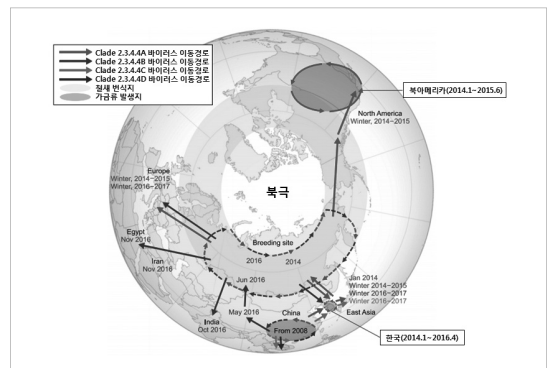 Clade 2.3.4.4A 바이러스 이동경로
Clade 2.3.4.4B 바이러스 이동경로
Clade 2.3.4.4C 바이러스 이동경로
Clade 2.3.4.4D 바이러스 이동경로
철새 번식지
가금류 발생지
북아메리카(2014.1~2015.6)
North America
Winter, 2014~2015
Europe
Winter, 2014~2015
Winter, 2016~2017
북극
Egypt
Nov 2016
Iran
Nov 2016
Breeding site
2016
2014
Jun 2016
Jan 2014
Winter 2014~2015
Winter 2016~2017
Winter 2016~2017
East Asia
India
Oct 2016
May 2016
China
From 2008
한국(2014.1~2016.4)